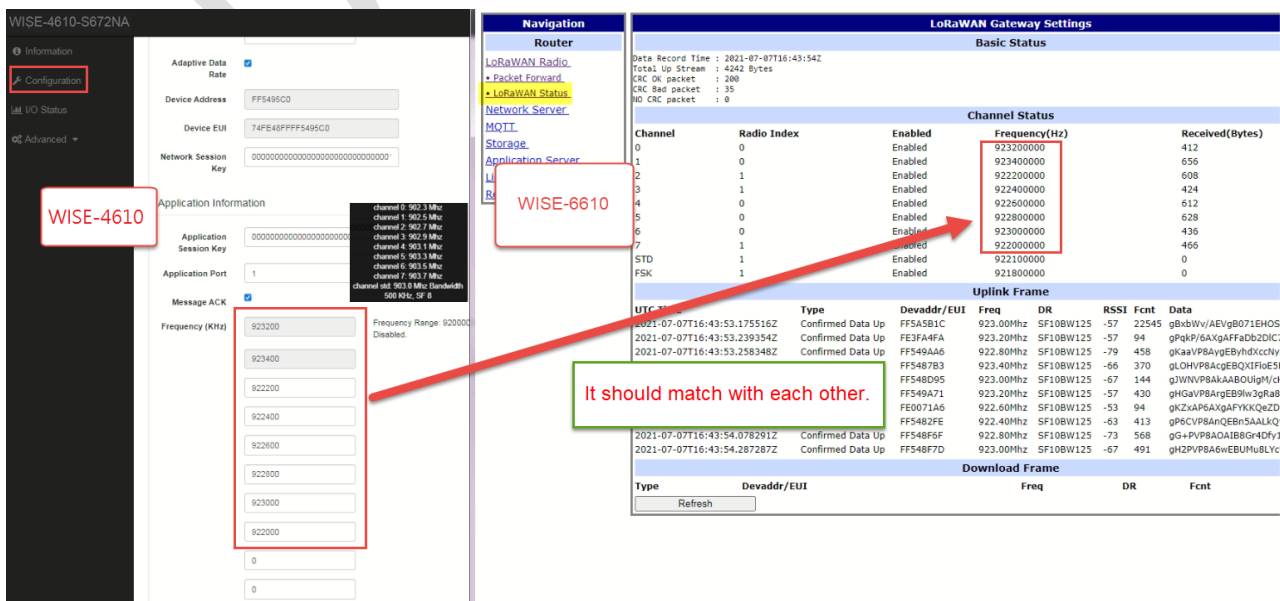 WISE-4610-S672NA
Information
Configuration
I/O Status
Advanced
Adaptive Data Rate
Device Address FF5495C0
Device EUI 74FE48FFFF5495C0
Network Session Key
WISE-4610
Application Information
Application Session Key
Application Port 1
Message ACK
Frequency (KHz) 923200
Frequency Range: 920000
Disabled.
923400
922200
922400
922600
922800
923000
922000
0
0
channel 0: 902.3 Mhz
channel 1: 902.5 Mhz
channel 2: 902.7 Mhz
channel 3: 902.9 Mhz
channel 4: 903.1 Mhz
channel 5: 903.3 Mhz
channel 6: 903.5 Mhz
channel 7: 903.7 Mhz
channel std: 903.0 Mhz Bandwidth
500 KHz, SF 8
Navigation
Router
LoRaWAN Radio
• Packet Forward
• LoRaWAN Status
Network Server
MQTT
Storage
Application Server
WISE-6610
LoRaWAN Gateway Settings
Basic Status
Data Record Time : 2021-07-07T16:43:54Z
Total Up Stream : 4242 Bytes
CRC OK packet : 200
CRC Bad packet : 35
NO CRC packet : 0
Channel Status
Channel Radio Index Enabled Frequency(Hz) Received(Bytes)
0 0 Enabled 923200000 412
1 0 Enabled 923400000 656
2 1 Enabled 922200000 608
3 1 Enabled 922400000 424
4 0 Enabled 922600000 612
5 0 Enabled 922800000 628
6 0 Enabled 923000000 436
7 1 Enabled 922000000 466
STD 1 Enabled 922100000 0
FSK 1 Enabled 921800000 0
Uplink Frame
UTC Time Type Devaddr/EUI Freq DR RSSI Fcnt Data
2021-07-07T16:43:53.175516Z Confirmed Data Up FF5A5B1C 923.00Mhz SF10BW125 -57 22545 gBxbWv/AEVgB071EHOS
2021-07-07T16:43:53.239354Z Confirmed Data Up FE3FA4FA 923.20Mhz SF10BW125 -57 94
2021-07-07T16:43:53.258348Z Confirmed Data Up FF549AA6 922.80Mhz SF10BW125 -79 458 gKaaVP8AygEByhdXccNy
FF5487B3 923.40Mhz SF10BW125 -66 370
FF548D95 923.00Mhz SF10BW125 -67 144
FF549A71 923.20Mhz SF10BW125 -57 430
FE0071A6 922.60Mhz SF10BW125 -53 94
FF5482FE 922.40Mhz SF10BW125 -63 413
2021-07-07T16:43:54.078291Z Confirmed Data Up FF548F6F 922.80Mhz SF10BW125 -73 568
2021-07-07T16:43:54.287287Z Confirmed Data Up FF548F7D 923.00Mhz SF10BW125 -67 491
It should match with each other.
Download Frame
Type Devaddr/EUI Freq DR Fcnt
Refresh